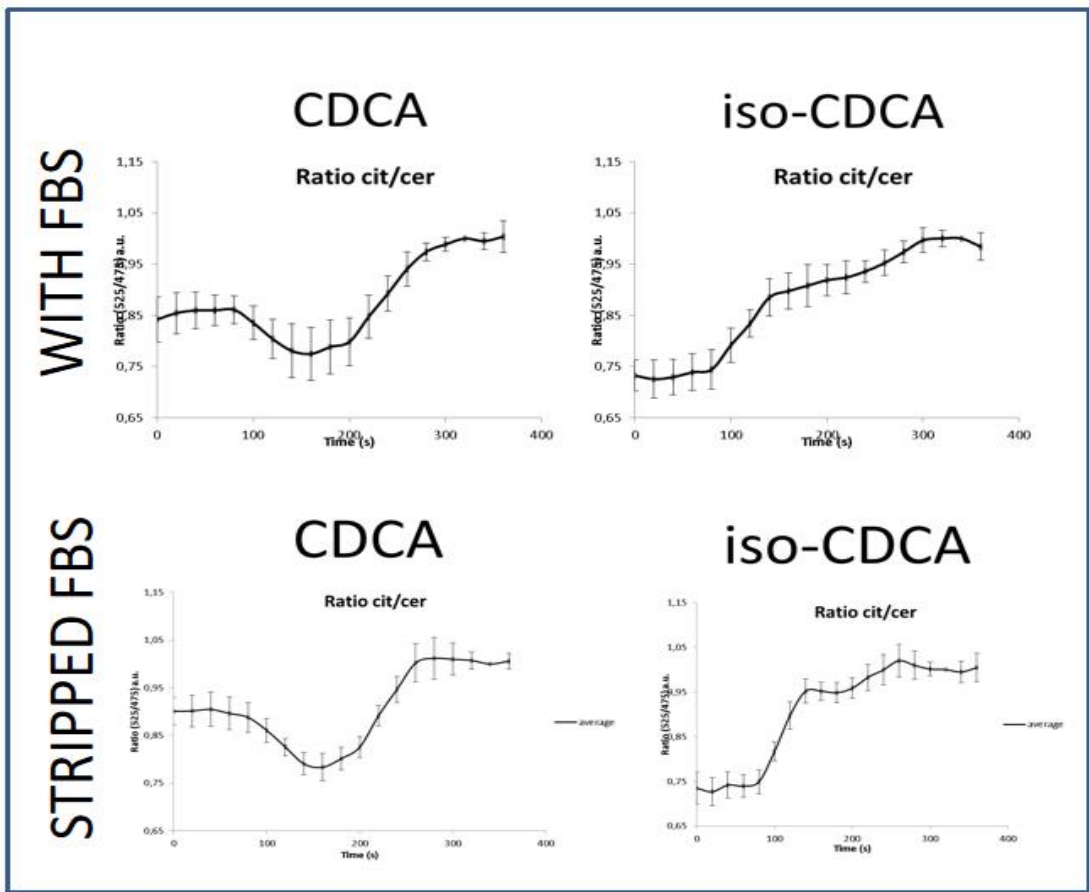 WITH FBS
CDCA
Ratio cit/cer
1,15
1,05
0,95
0,85
0,75
0,65
Ratio (525/475) a.u.
0
100
200
300
400
Time (s)
iso-CDCA
Ratio cit/cer
1,15
1,05
0,95
0,85
0,75
0,65
Ratio (525/475) a.u.
0
100
200
300
400
Time (s)
STRIPPED FBS
CDCA
Ratio cit/cer
1,15
1,05
0,95
0,85
0,75
0,65
Ratio (525/475) a.u.
0
100
200
300
400
Time (s)
average
iso-CDCA
Ratio cit/cer
1,15
1,05
0,95
0,85
0,75
0,65
Ratio (525/475) a.u.
0
100
200
300
400
Time (s)
average